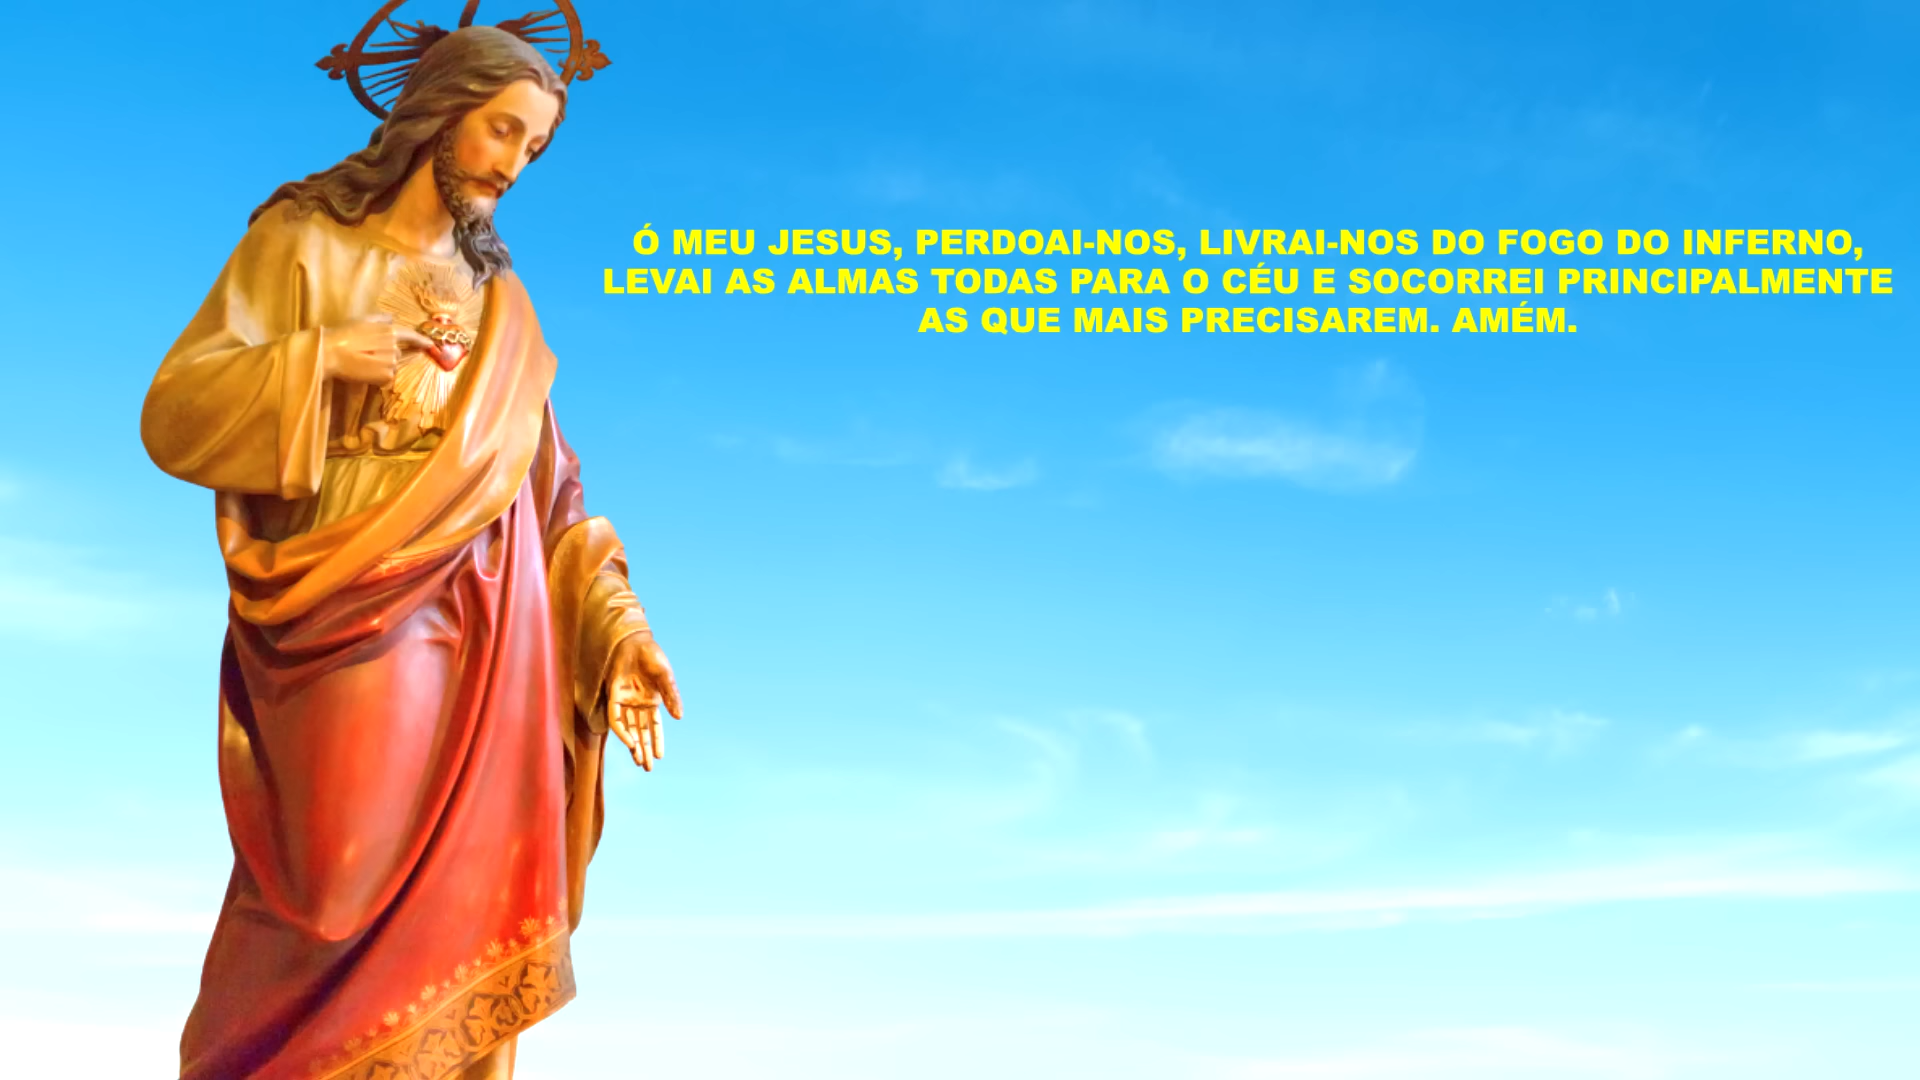 Ó MEU JESUS, PERDOAI-NOS, LIVRAI-NOS DO FOGO DO INFERNO,
LEVAI AS ALMAS TODAS PARA O CÉU E SOCORREI PRINCIPALMENTE
AS QUE MAIS PRECISAREM. AMÉM.